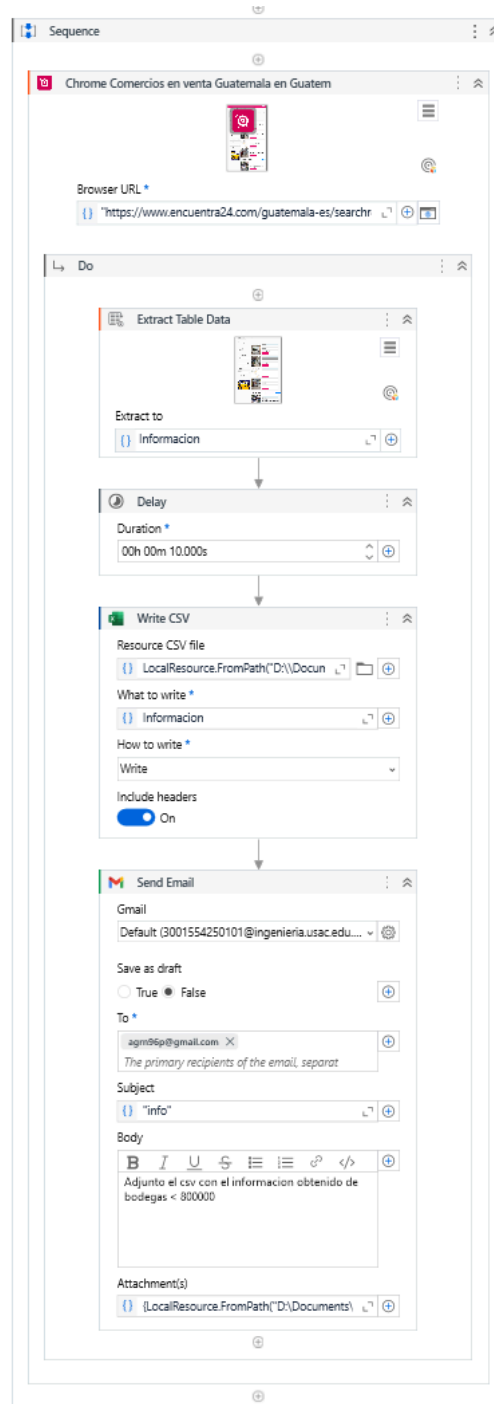 Sequence
Chrome Comercios en venta Guatemala en Guatem
Browser URL *
"https://www.encuentra24.com/guatemala-es/searchr
Do
Extract Table Data
Extract to
{} Informacion
Delay
Duration *
00h 00m 10.000s
Write CSV
Resource CSV file
{} LocalResource.FromPath("D:\\Docun
What to write *
{} Informacion
How to write *
Write
Include headers
On
Send Email
Gmail
Default (3001554250101@ingenieria.usac.edu....
Save as draft
True False
To *
agm96p@gmail.com
The primary recipients of the email, separat
Subject
{} "info"
Body
B I U S </>
Adjunto el csv con el informacion obtenido de
bodegas < 800000
Attachment(s)
{} {LocalResource.FromPath("D:\Documents\